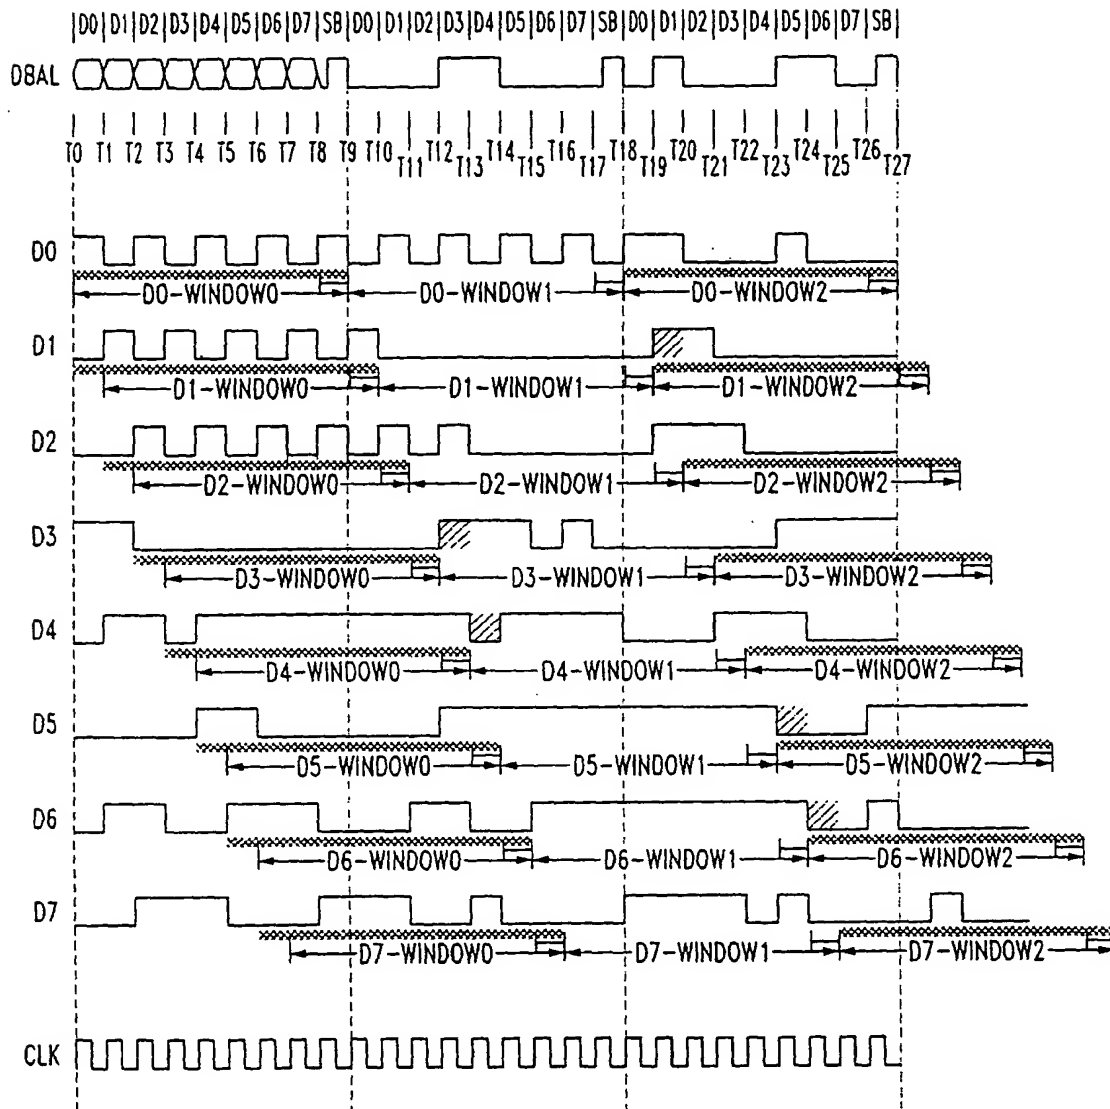 |D0|D1|D2|D3|D4|D5|D6|D7|SB|D0|D1|D2|D3|D4|D5|D6|D7|SB|D0|D1|D2|D3|D4|D5|D6|D7|SB|
DBAL
T0 T1 T2 T3 T4 T5 T6 T7 T8 T9 T10 T11 T12 T13 T14 T15 T16 T17 T18 T19 T20 T21 T22 T23 T24 T25 T26 T27
D0
D0-WINDOW0 D0-WINDOW1 D0-WINDOW2
D1
D1-WINDOW0 D1-WINDOW1 D1-WINDOW2
D2
D2-WINDOW0 D2-WINDOW1 D2-WINDOW2
D3
D3-WINDOW0 D3-WINDOW1 D3-WINDOW2
D4
D4-WINDOW0 D4-WINDOW1 D4-WINDOW2
D5
D5-WINDOW0 D5-WINDOW1 D5-WINDOW2
D6
D6-WINDOW0 D6-WINDOW1 D6-WINDOW2
D7
D7-WINDOW0 D7-WINDOW1 D7-WINDOW2
CLK